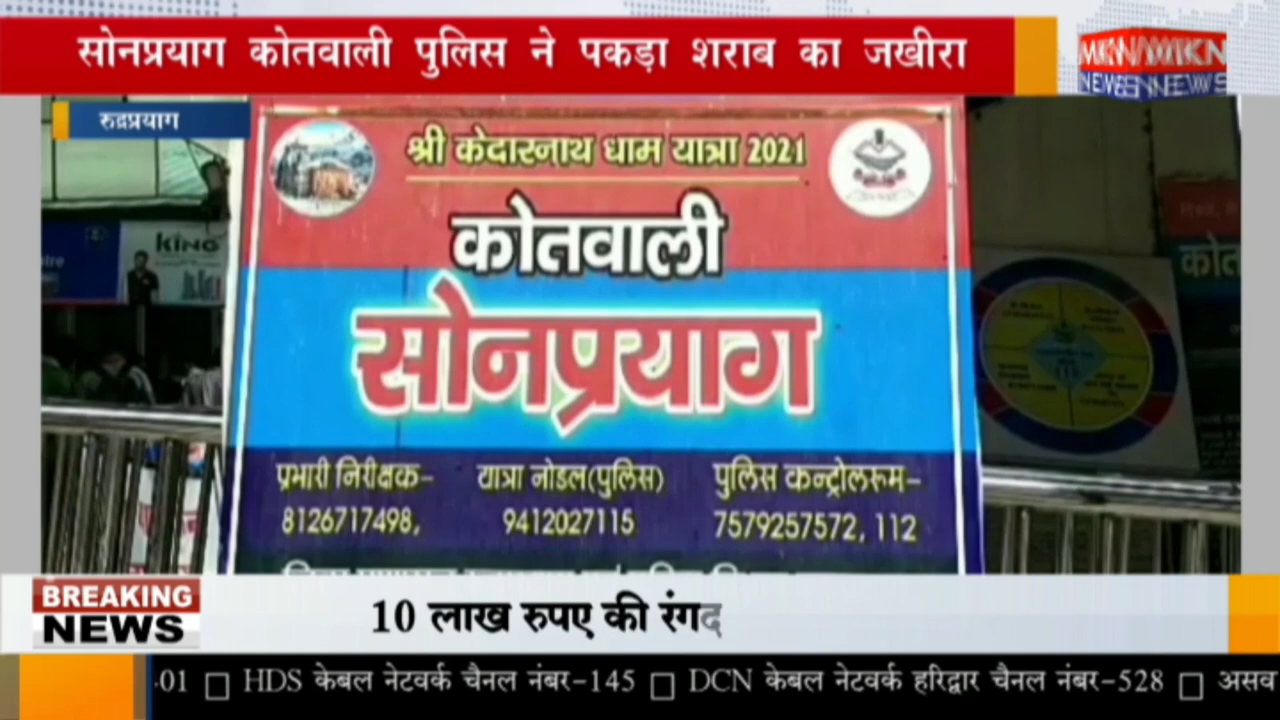 सोनप्रयाग कोतवाली पुलिस ने पकड़ा शराब का जखीरा
रुद्रप्रयाग
श्री केदारनाथ धाम यात्रा 2021
कोतवाली
सोनप्रयाग
प्रभारी निरीक्षक- यात्रा नोडल(पुलिस) पुलिस कन्ट्रोलरुम-
8126717498, 9412027115 7579257572, 112
KING
कोत
BREAKING
NEWS
10 लाख रुपए की रंगद
.01 □ HDS केबल नेटवर्क चैनल नंबर-145 □ DCN केबल नेटवर्क हरिद्वार चैनल नंबर-528 □ असव